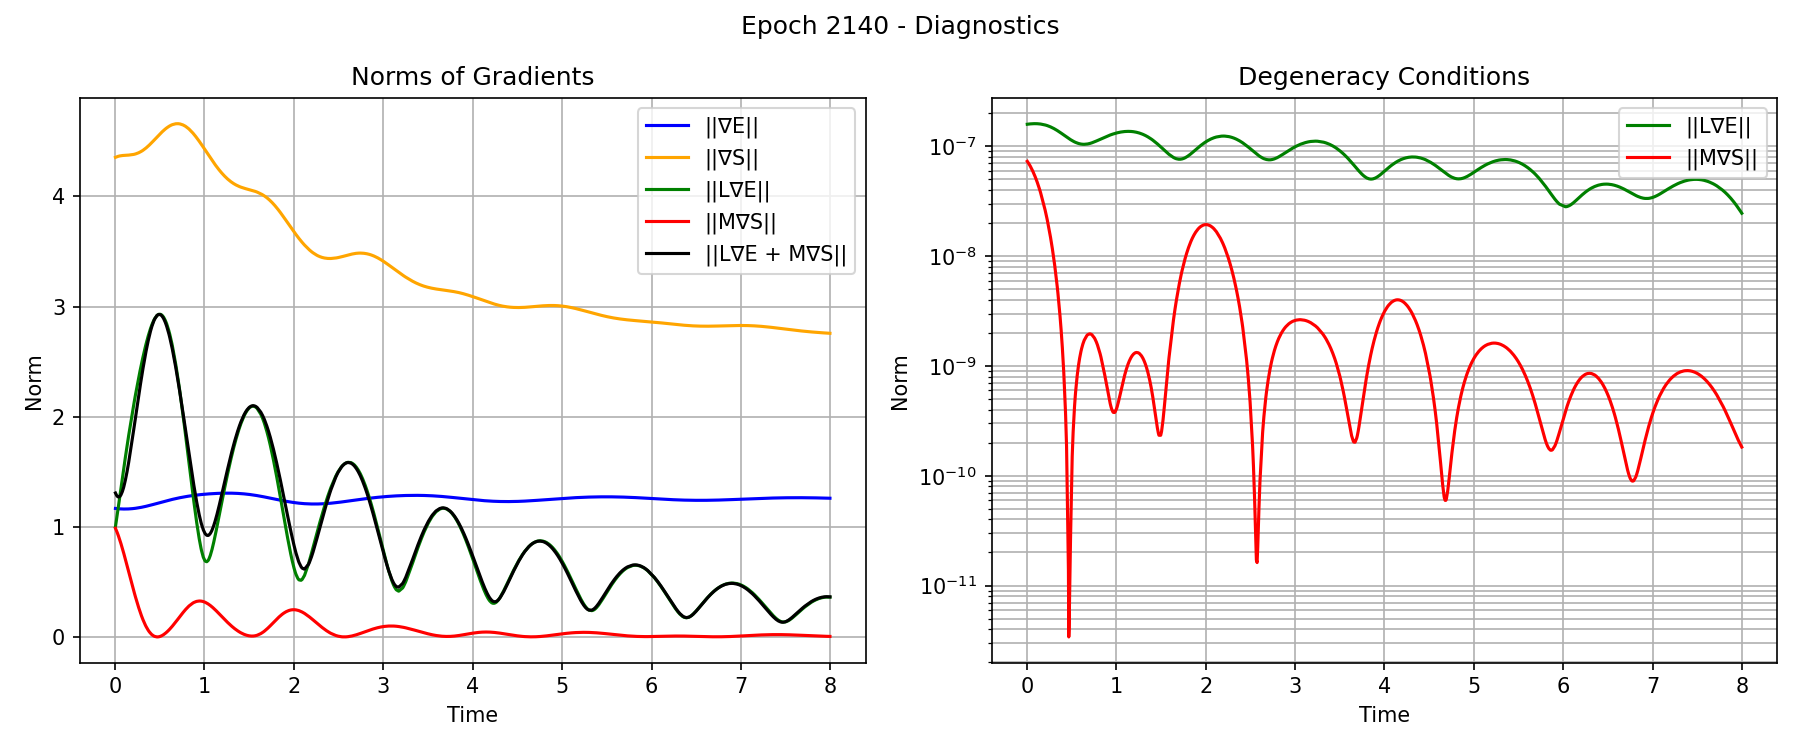 Epoch 2140 - Diagnostics
Norms of Gradients
Norm
4
3
2
1
0
0 1 2 3 4 5 6 7 8
Time
||∇E||
||∇S||
||L∇E||
||M∇S||
||L∇E + M∇S||
Degeneracy Conditions
Norm
10⁻⁷
10⁻⁸
10⁻⁹
10⁻¹⁰
10⁻¹¹
0 1 2 3 4 5 6 7 8
Time
||L∇E||
||M∇S||